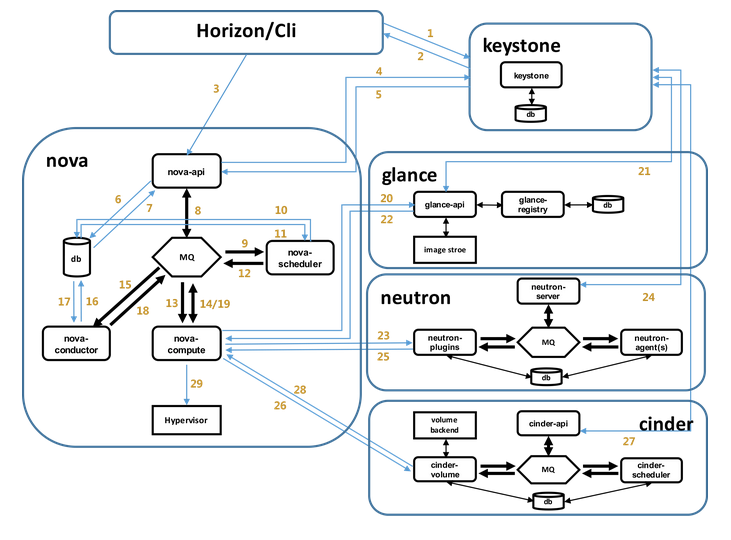 Horizon/Cli
1
2
keystone
keystone
db
3
4
5
nova
nova-api
6
7
8
10
11
9
12
db
MQ
nova-
scheduler
15
18
13
14/19
17
16
nova-
conductor
nova-
compute
29
Hypervisor
20
22
21
glance
glance-api
glance-
registry
db
image stroe
neutron
neutron-
server
24
23
25
neutron-
plugins
MQ
neutron-
agent(s)
db
28
26
27
cinder
volume
backend
cinder-api
cinder-
volume
MQ
cinder-
scheduler
db